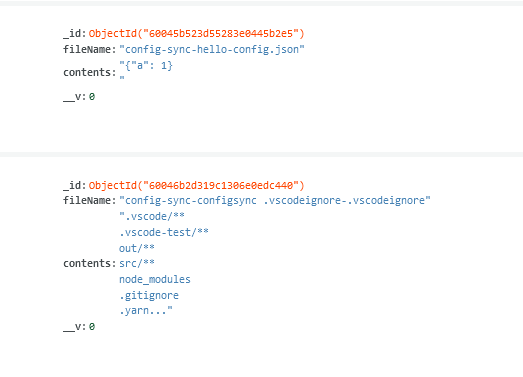 _id: ObjectId("60045b523d55283e0445b2e5")
fileName: "config-sync-hello-config.json"
contents: "{"a": 1}
"
__v: 0
_id: ObjectId("60046b2d319c1306e0edc440")
fileName: "config-sync-configsync .vscodeignore-.vscodeignore"
".vscode/**
.vscode-test/**
out/**
contents: src/**
node_modules
.gitignore
.yarn..."
__v: 0